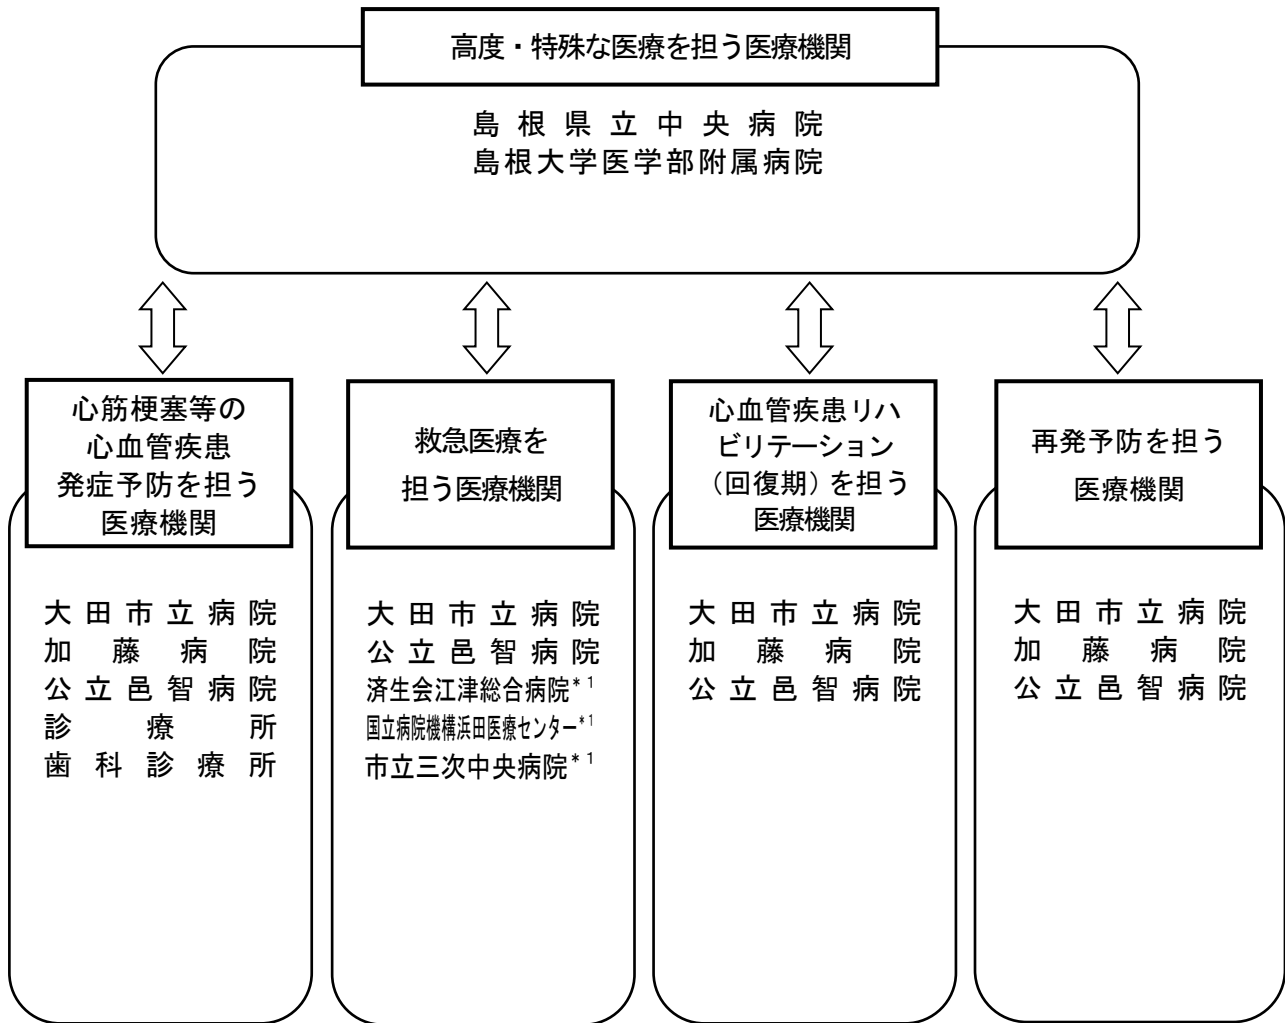 高度・特殊な医療を担う医療機関
島根県立中央病院
島根大学医学部附属病院
心筋梗塞等の
心血管疾患
発症予防を担う
医療機関
大田市立病院
加藤病院
公立邑智病院
診療所
歯科診療所
救急医療を
担う医療機関
大田市立病院
公立邑智病院
済生会江津総合病院*1
国立病院機構浜田医療センター*1
市立三次中央病院*1
心血管疾患リハ
ビリテーション
（回復期）を担う
医療機関
大田市立病院
加藤病院
公立邑智病院
再発予防を担う
医療機関
大田市立病院
加藤病院
公立邑智病院